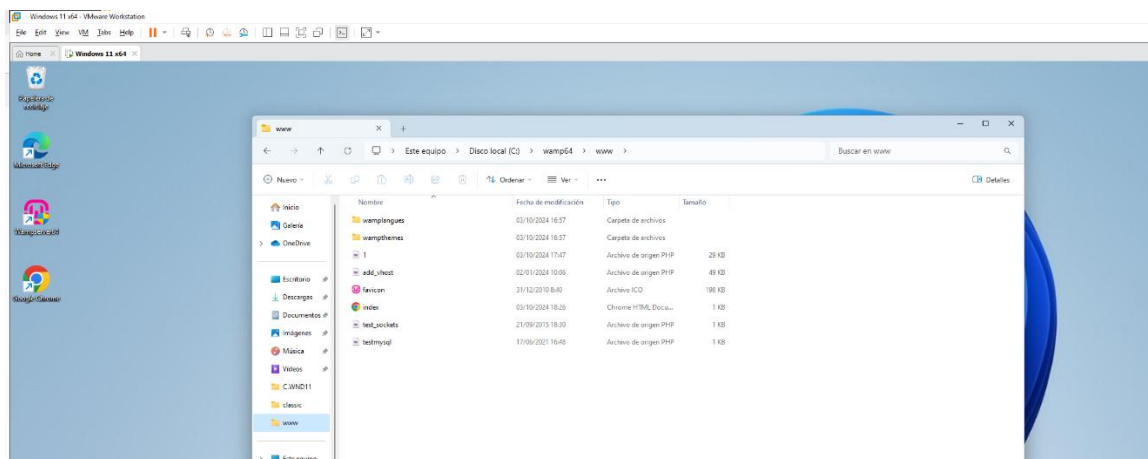 Windows 11 x64 - VMware Workstation
File Edit View VM Tabs Help
Home Windows 11 x64
Papelera de
reciclaje
Microsoft Edge
Wampserver64
Google Chrome
www
Este equipo > Disco local (C:) > wamp64 > www >
Buscar en www
Nuevo Ordenar Ver Detalles
Nombre Fecha de modificación Tipo Tamaño
Inicio
Galería
OneDrive
Escritorio
Descargas
Documentos
Imágenes
Música
Vídeos
C.WND11
classic
www
Este equipo
wamplangues 03/10/2024 16:57 Carpeta de archivos
wampthemes 03/10/2024 16:57 Carpeta de archivos
1 03/10/2024 17:47 Archivo de origen PHP 29 KB
add_vhost 02/01/2024 10:06 Archivo de origen PHP 49 KB
favicon 31/12/2010 8:40 Archivo ICO 198 KB
index 03/10/2024 18:26 Chrome HTML Docu... 1 KB
test_sockets 21/09/2015 18:30 Archivo de origen PHP 1 KB
testmysql 17/06/2021 16:48 Archivo de origen PHP 1 KB